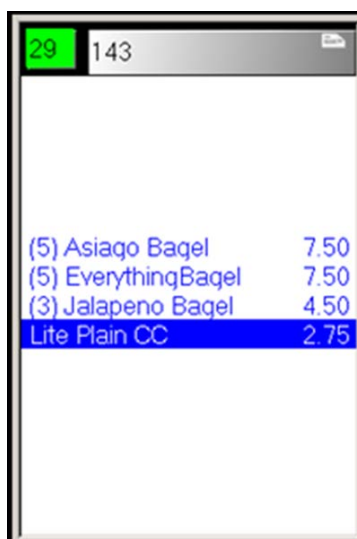 29 143
(5) Asiago Bagel 7.50
(5) EverythingBagel 7.50
(3) Jalapeno Bagel 4.50
Lite Plain CC 2.75